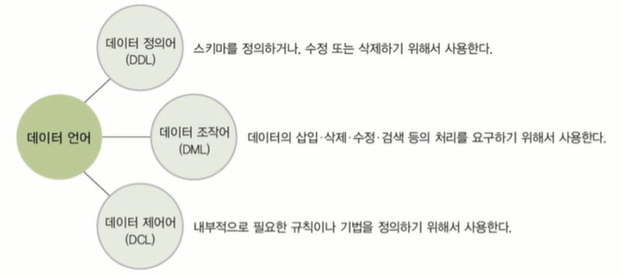 데이터 정의어
(DDL)
스키마를 정의하거나, 수정 또는 삭제하기 위해서 사용한다.
데이터 언어
데이터 조작어
(DML)
데이터의 삽입·삭제·수정·검색 등의 처리를 요구하기 위해서 사용한다.
데이터 제어어
(DCL)
내부적으로 필요한 규칙이나 기법을 정의하기 위해서 사용한다.